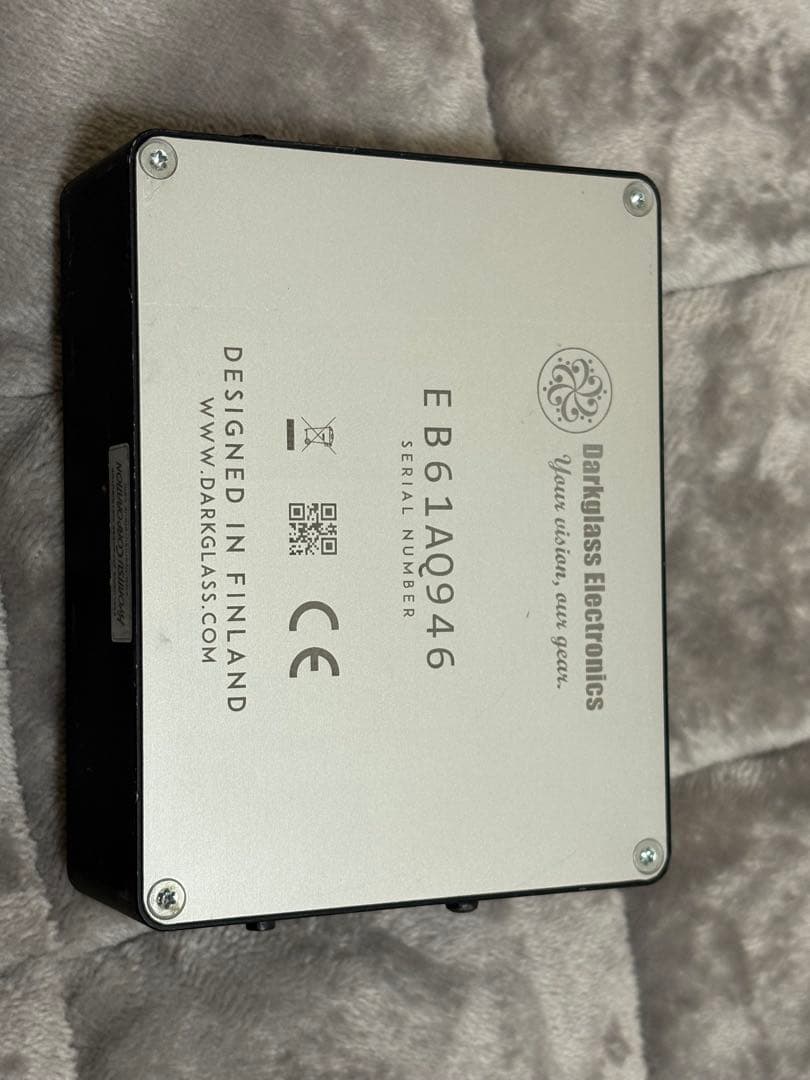 Darkglass Electronics
Your vision, our gear.
EB61AQ946
SERIAL NUMBER
CE
DESIGNED IN FINLAND
WWW.DARKGLASS.COM